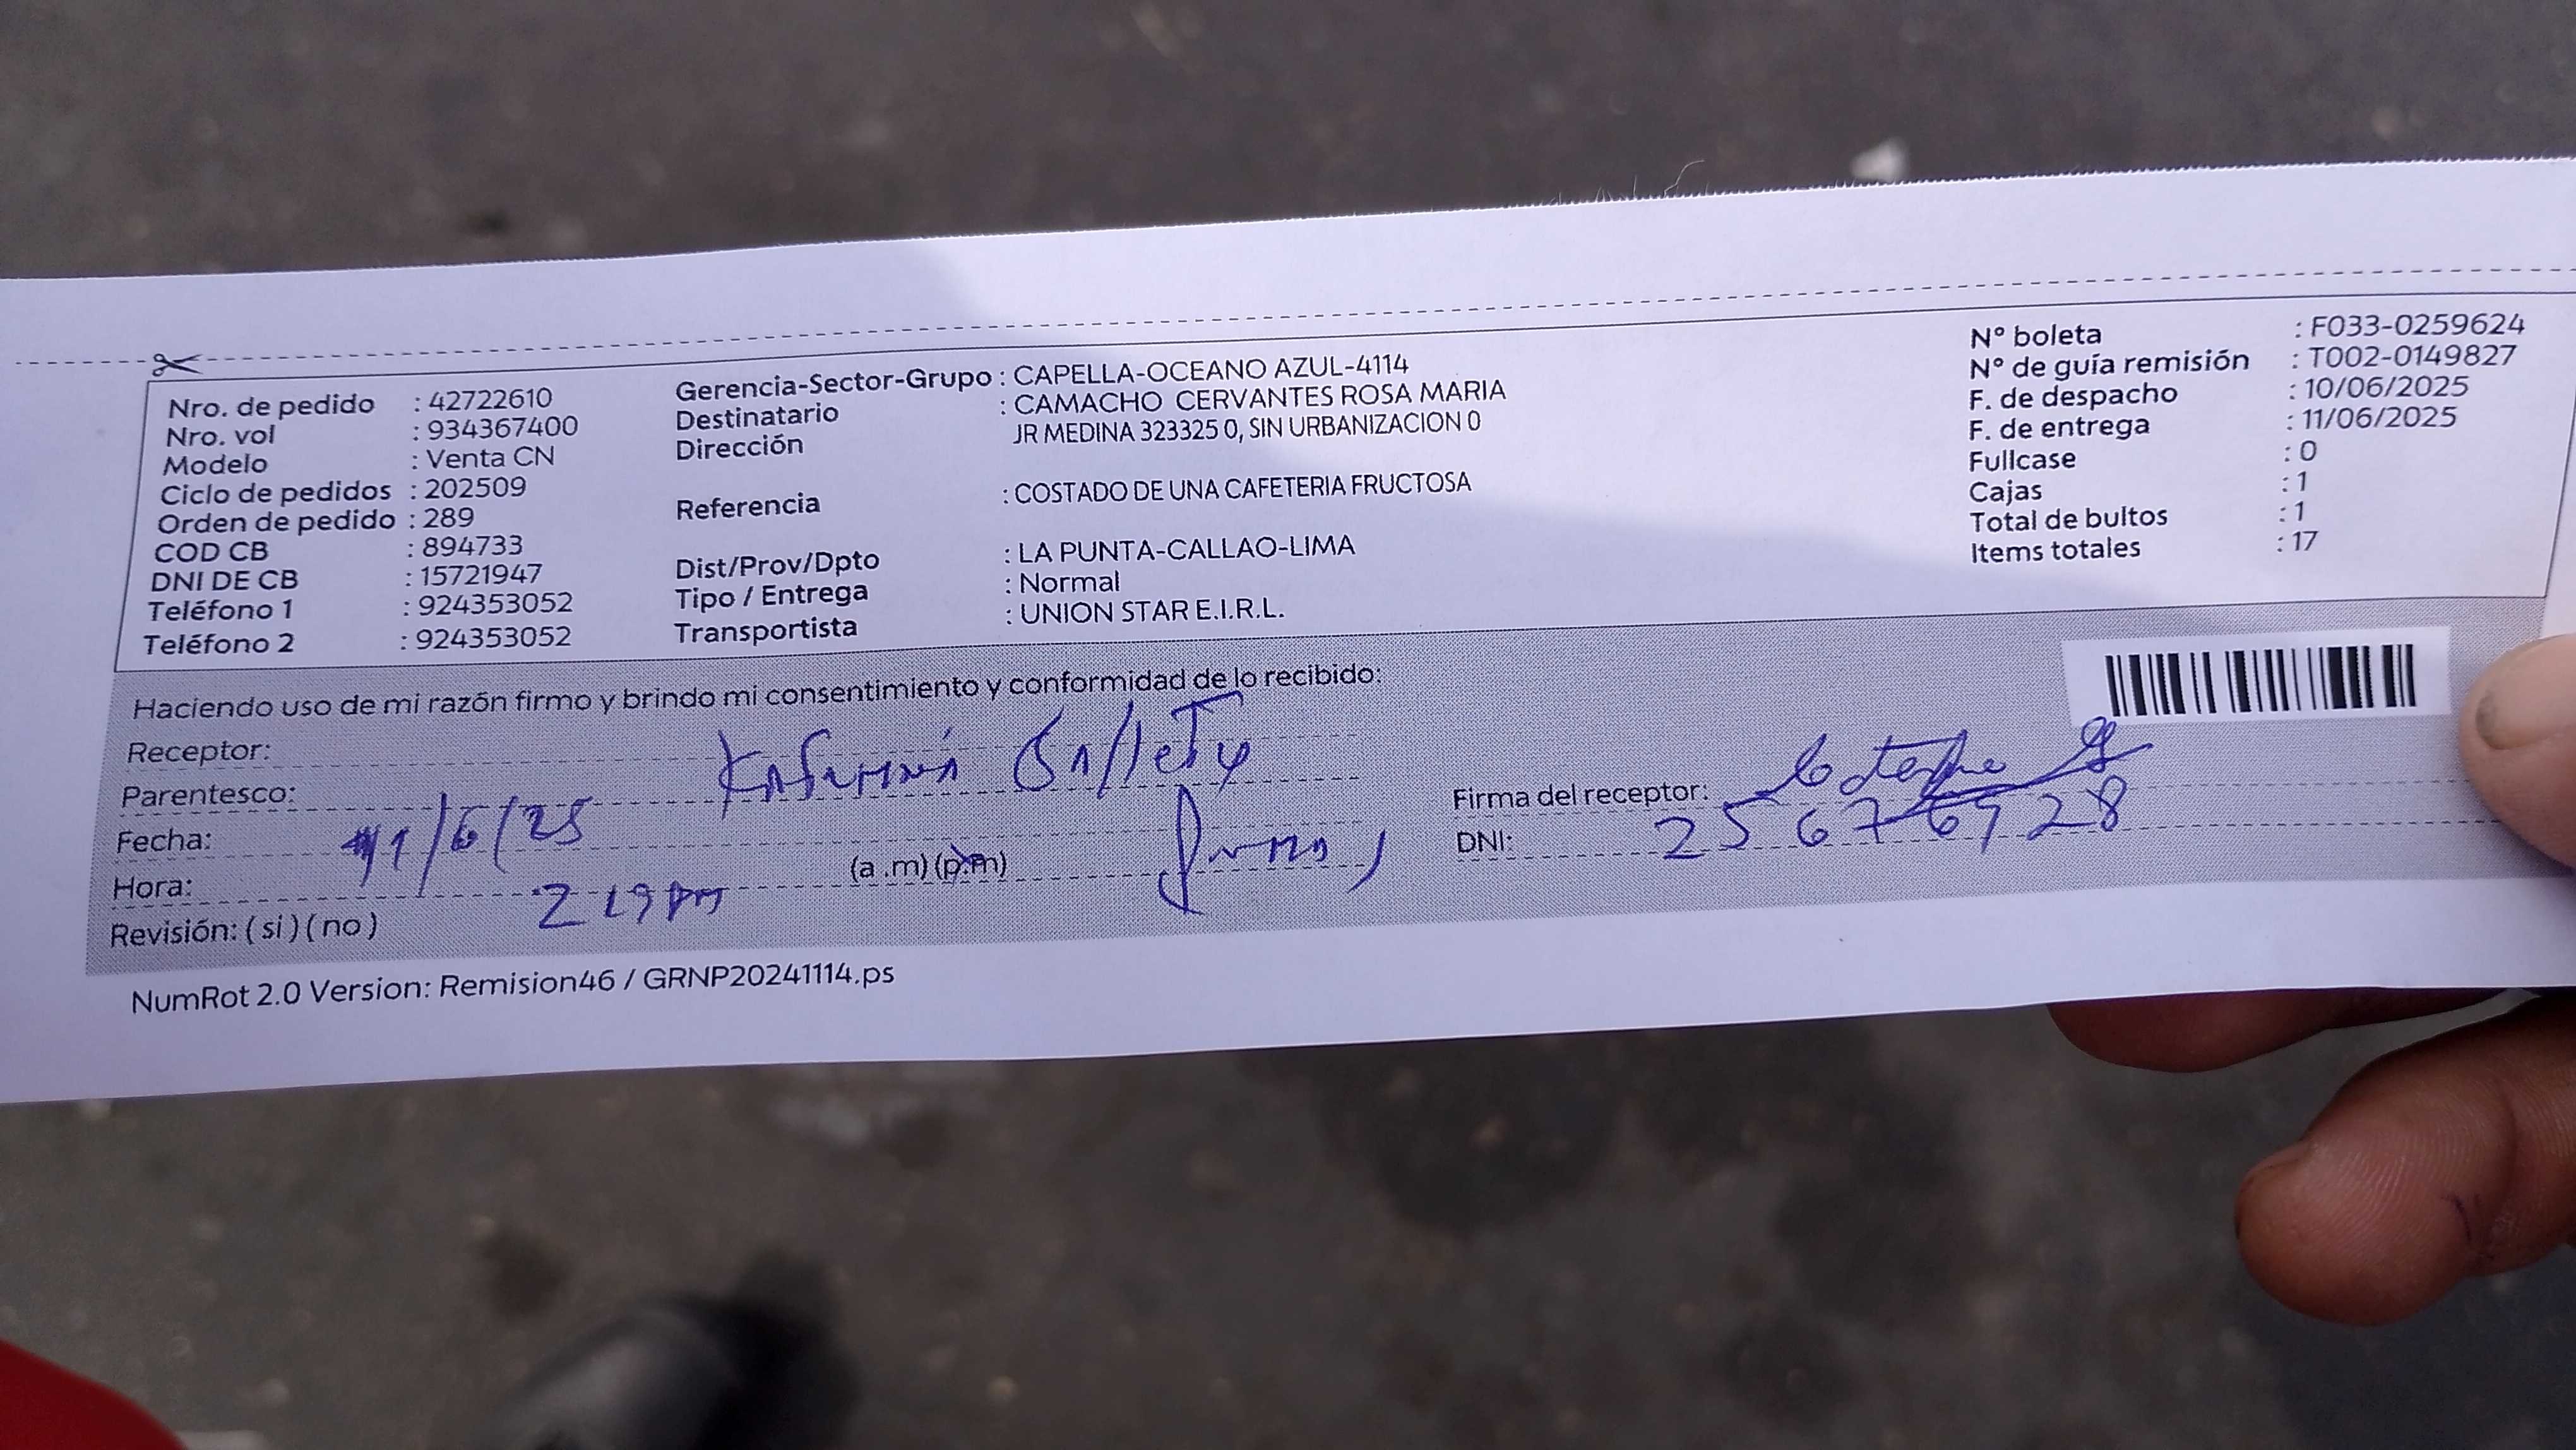 Nro. de pedido : 42722610
Nro. vol : 934367400
Modelo : Venta CN
Ciclo de pedidos : 202509
Orden de pedido : 289
COD CB : 894733
DNI DE CB : 15721947
Teléfono 1 : 924353052
Teléfono 2 : 924353052
Gerencia-Sector-Grupo : CAPELLA-OCEANO AZUL-4114
Destinatario : CAMACHO CERVANTES ROSA MARIA
Dirección JR MEDINA 323325 0, SIN URBANIZACION 0
Referencia : COSTADO DE UNA CAFETERIA FRUCTOSA
Dist/Prov/Dpto : LA PUNTA-CALLAO-LIMA
Tipo / Entrega : Normal
Transportista : UNION STAR E.I.R.L.
N° boleta : F033-0259624
N° de guía remisión : T002-0149827
F. de despacho : 10/06/2025
F. de entrega : 11/06/2025
Fullcase : 0
Cajas : 1
Total de bultos : 1
Items totales : 17
Haciendo uso de mi razón firmo y brindo mi consentimiento y conformidad de lo recibido:
Receptor:
Parentesco:
Fecha: 11/6/25
Hora: 2 19 pm (a .m) (p.m)
Revisión: ( si ) ( no )
Firma del receptor:
DNI: 25676928
NumRot 2.0 Version: Remision46 / GRNP20241114.ps